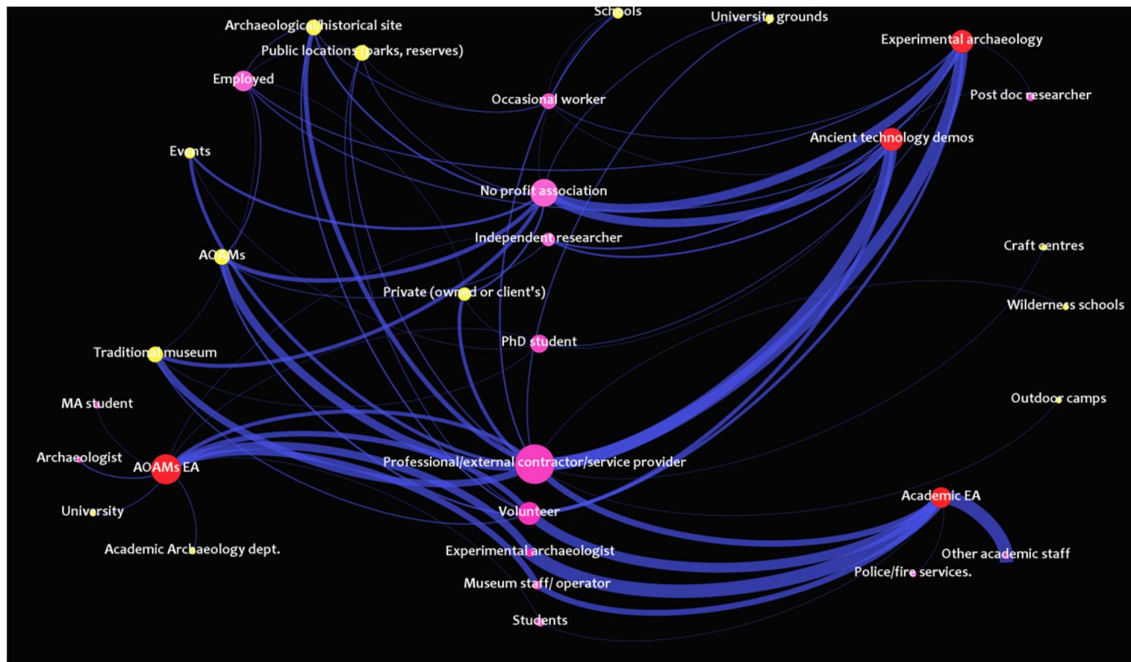 Schools
University grounds
Archaeological/historical site
Public locations (parks, reserves)
Experimental archaeology
Employed
Occasional worker
Post doc researcher
Ancient technology demos
Events
No profit association
Independent researcher
Craft centres
AOAMs
Private (owned or client's)
Wilderness schools
PhD student
Traditional museum
MA student
Outdoor camps
Archaeologist
AOAMs EA
Professional/external contractor/service provider
Academic EA
University
Volunteer
Academic Archaeology dept.
Experimental archaeologist
Other academic staff
Police/fire services.
Museum staff/ operator
Students